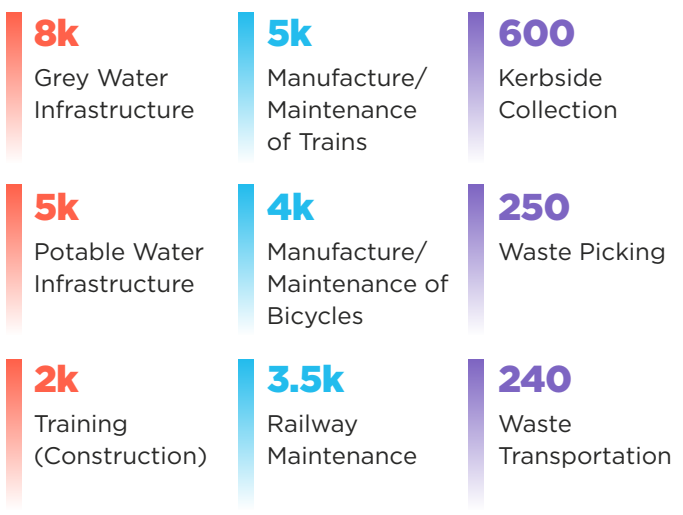 8k
Grey Water
Infrastructure
5k
Manufacture/
Maintenance
of Trains
600
Kerbside
Collection
5k
Potable Water
Infrastructure
4k
Manufacture/
Maintenance of
Bicycles
250
Waste Picking
2k
Training
(Construction)
3.5k
Railway
Maintenance
240
Waste
Transportation